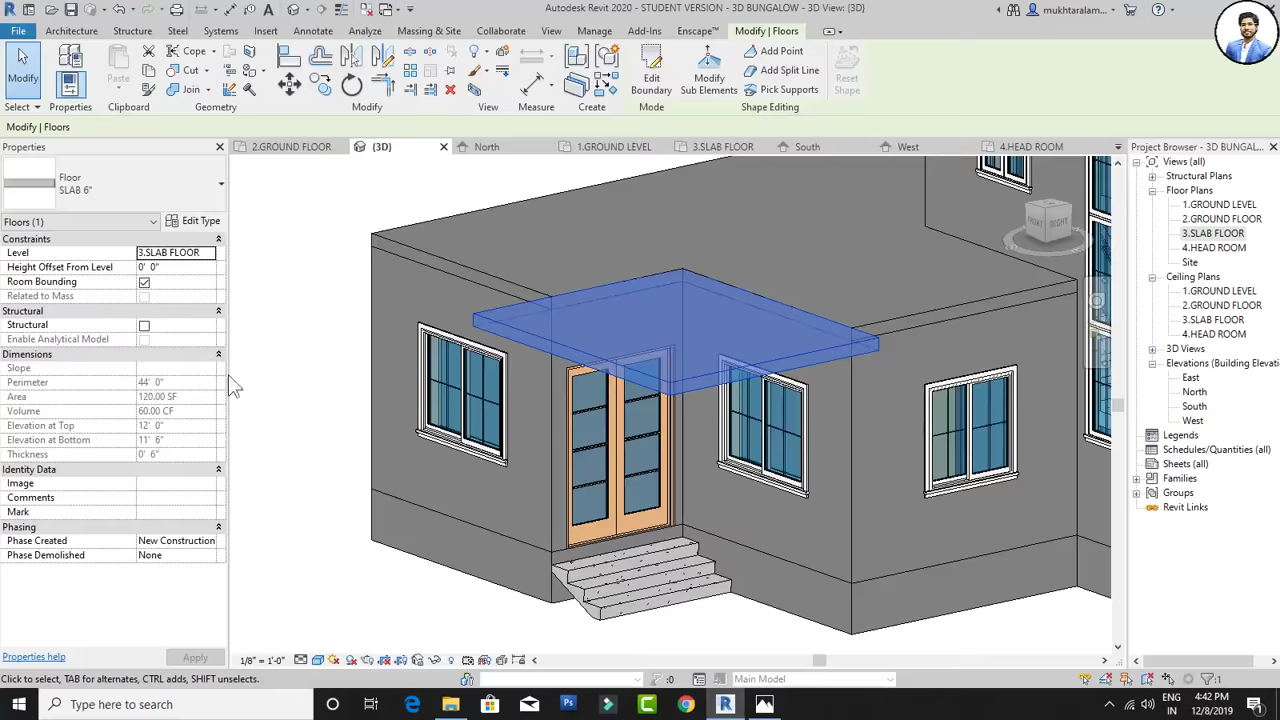 Autodesk Revit 2020 - STUDENT VERSION - 3D BUNGALOW - 3D View: {3D}
mukhtaralam...
File Architecture Structure Steel Systems Insert Annotate Analyze Massing & Site Collaborate View Manage Add-Ins Enscape™ Modify | Floors
Modify
Properties
Paste
Cope
Cut
Join
Edit Boundary
Modify Sub Elements
Add Point
Add Split Line
Pick Supports
Reset Shape
Select Properties Clipboard Geometry Modify View Measure Create Mode Shape Editing
Modify | Floors
Properties
2.GROUND FLOOR {3D} North 1.GROUND LEVEL 3.SLAB FLOOR South West 4.HEAD ROOM
Project Browser - 3D BUNGAL...
Floor
SLAB 6"
Floors (1) Edit Type
Constraints
Level 3.SLAB FLOOR
Height Offset From Level 0' 0"
Room Bounding
Related to Mass
Structural
Structural
Enable Analytical Model
Dimensions
Slope
Perimeter 44' 0"
Area 120.00 SF
Volume 60.00 CF
Elevation at Top 12' 0"
Elevation at Bottom 11' 6"
Thickness 0' 6"
Identity Data
Image
Comments
Mark
Phasing
Phase Created New Construction
Phase Demolished None
Properties help Apply
FRONT RIGHT
Views (all)
Structural Plans
Floor Plans
1.GROUND LEVEL
2.GROUND FLOOR
3.SLAB FLOOR
4.HEAD ROOM
Site
Ceiling Plans
1.GROUND LEVEL
2.GROUND FLOOR
3.SLAB FLOOR
4.HEAD ROOM
3D Views
Elevations (Building Elevati
East
North
South
West
Legends
Schedules/Quantities (all)
Sheets (all)
Families
Groups
Revit Links
1/8" = 1'-0"
Click to select, TAB for alternates, CTRL adds, SHIFT unselects.
:0
Main Model
:1
Type here to search
ENG
IN
4:42 PM
12/8/2019